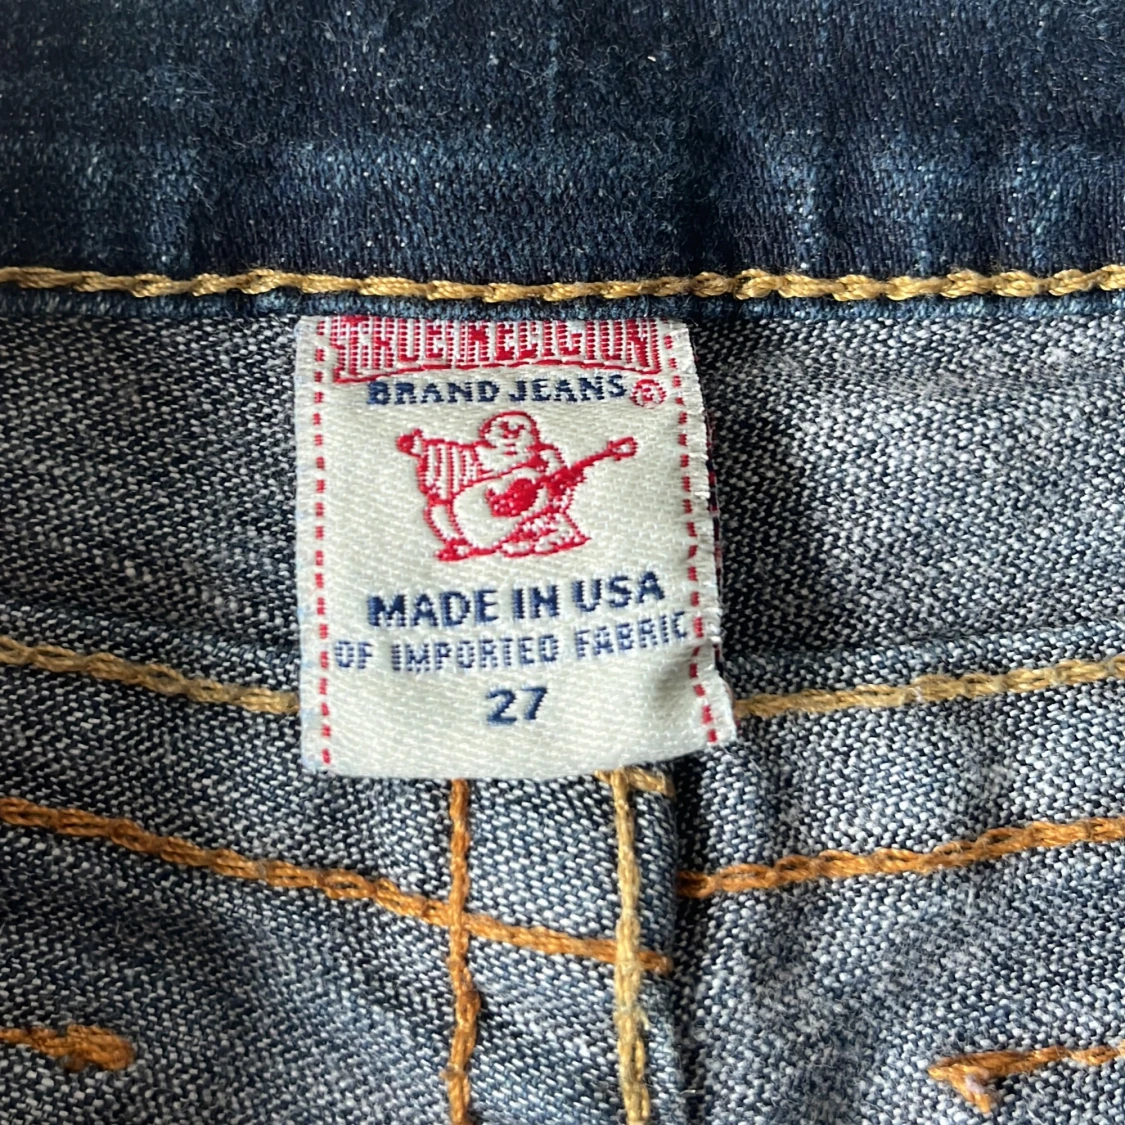 TRUE RELIGION
BRAND JEANS®
MADE IN USA
OF IMPORTED FABRIC
27